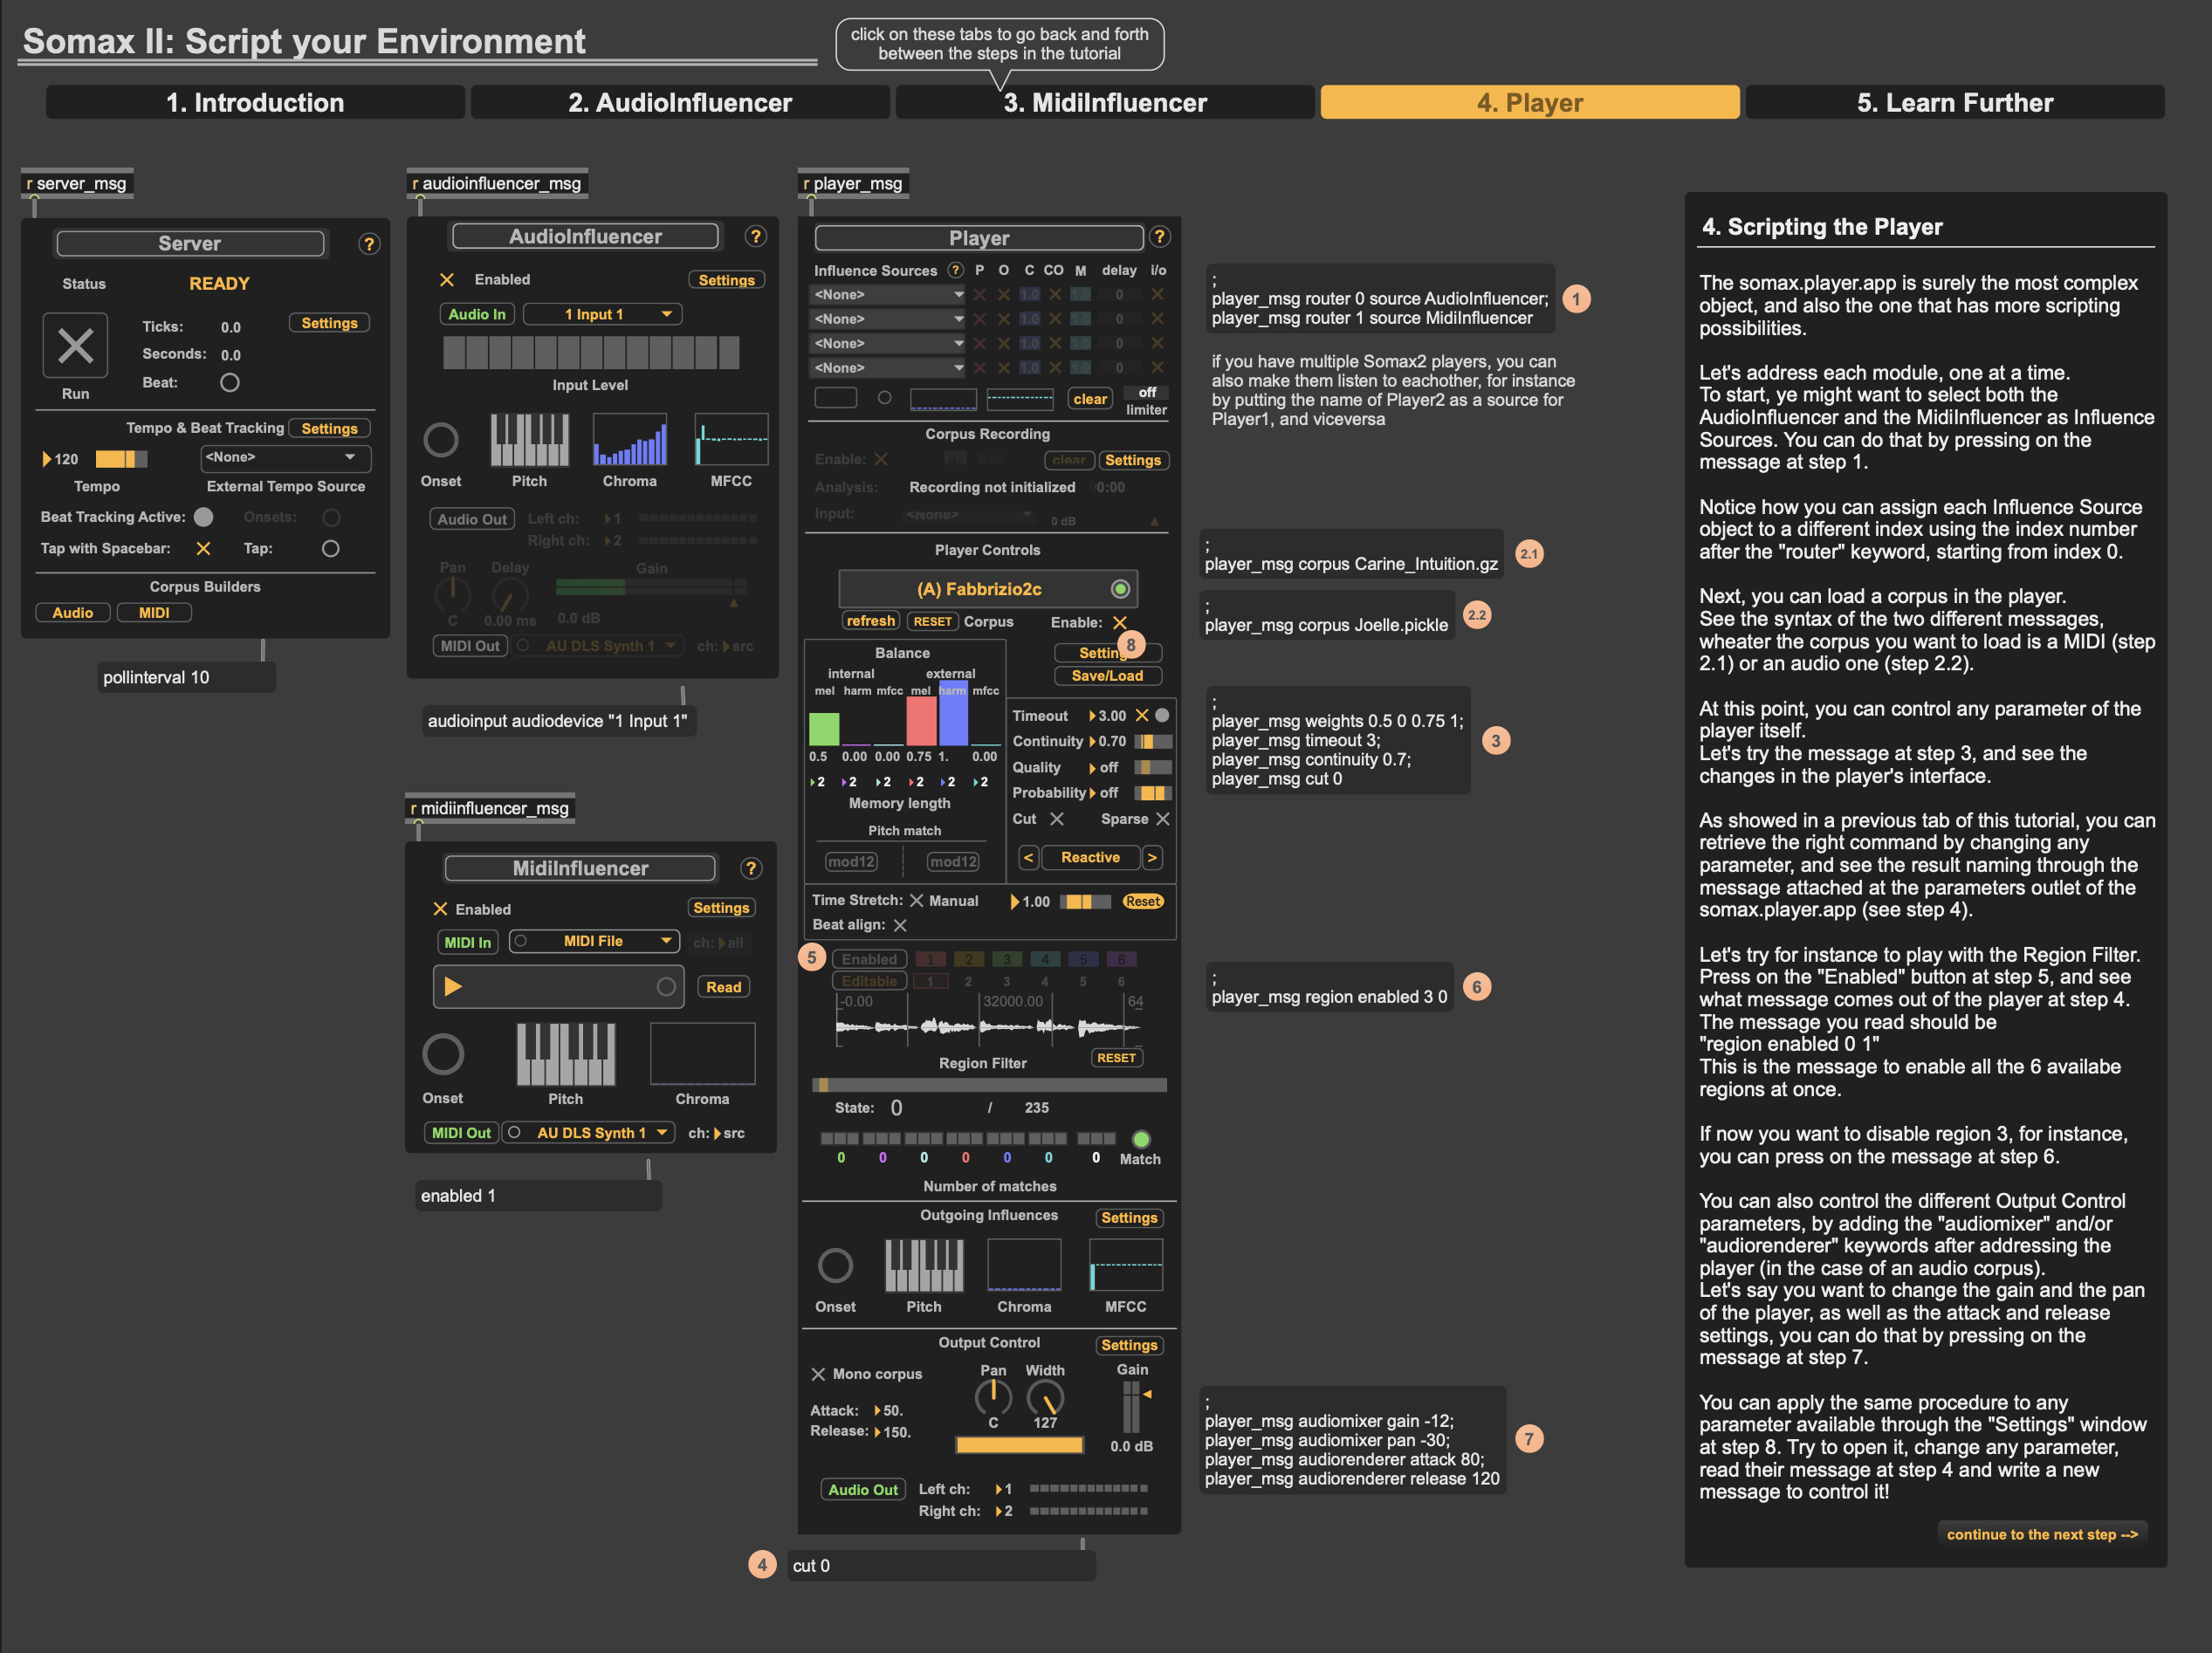 Somax II: Script your Environment
click on these tabs to go back and forth
between the steps in the tutorial
1. Introduction
2. AudioInfluencer
3. MidiInfluencer
4. Player
5. Learn Further
r server_msg
Server
?
Status
READY
Run
Ticks: 0.0
Settings
Seconds: 0.0
Beat:
Tempo & Beat Tracking
Settings
120
<None>
Tempo
External Tempo Source
Beat Tracking Active:
Onsets:
Tap with Spacebar:
Tap:
Corpus Builders
Audio
MIDI
pollinterval 10
r audioinfluencer_msg
AudioInfluencer
?
Enabled
Settings
Audio In
1 Input 1
Input Level
Onset
Pitch
Chroma
MFCC
Audio Out
Left ch: 1
Right ch: 2
Pan
Delay
Gain
C
0.00 ms
0.0 dB
MIDI Out
AU DLS Synth 1
ch: src
audioinput audiodevice "1 Input 1"
r midiinfluencer_msg
MidiInfluencer
?
Enabled
Settings
MIDI In
MIDI File
ch: all
Read
Onset
Pitch
Chroma
MIDI Out
AU DLS Synth 1
ch: src
enabled 1
r player_msg
Player
?
Influence Sources ? P O C CO M delay i/o
<None> 1.0 1.0 0
<None> 1.0 1.0 0
<None> 1.0 1.0 0
<None> 1.0 1.0 0
clear
off
limiter
Corpus Recording
Enable:
clear
Settings
Analysis:
Recording not initialized
0:00
Input:
<None>
0 dB
Player Controls
(A) Fabbrizio2c
refresh
RESET
Corpus
Enable:
8
Balance
Setting
internal
external
Save/Load
mel harm mfcc mel harm mfcc
0.5 0.00 0.00 0.75 1. 0.00
2 2 2 2 2 2
Memory length
Pitch match
mod12
mod12
Timeout 3.00
Continuity 0.70
Quality off
Probability off
Cut
Sparse
<
Reactive
>
Time Stretch:
Manual
1.00
Reset
Beat align:
5
Enabled
1 2 3 4 5 6
Editable
1 2 3 4 5 6
-0.00
32000.00
64
Region Filter
RESET
State: 0 / 235
0 0 0 0 0 0 0
Match
Number of matches
Outgoing Influences
Settings
Onset
Pitch
Chroma
MFCC
Output Control
Settings
Mono corpus
Pan
Width
Gain
Attack: 50.
C
127
Release: 150.
0.0 dB
Audio Out
Left ch: 1
Right ch: 2
4
cut 0
;
player_msg router 0 source AudioInfluencer;
player_msg router 1 source MidiInfluencer
1
if you have multiple Somax2 players, you can
also make them listen to eachother, for instance
by putting the name of Player2 as a source for
Player1, and viceversa
;
player_msg corpus Carine_Intuition.gz
2.1
;
player_msg corpus Joelle.pickle
2.2
;
player_msg weights 0.5 0 0.75 1;
player_msg timeout 3;
player_msg continuity 0.7;
player_msg cut 0
3
;
player_msg region enabled 3 0
6
;
player_msg audiomixer gain -12;
player_msg audiomixer pan -30;
player_msg audiorenderer attack 80;
player_msg audiorenderer release 120
7
4. Scripting the Player
The somax.player.app is surely the most complex
object, and also the one that has more scripting
possibilities.
Let's address each module, one at a time.
To start, ye might want to select both the
AudioInfluencer and the MidiInfluencer as Influence
Sources. You can do that by pressing on the
message at step 1.
Notice how you can assign each Influence Source
object to a different index using the index number
after the "router" keyword, starting from index 0.
Next, you can load a corpus in the player.
See the syntax of the two different messages,
wheater the corpus you want to load is a MIDI (step
2.1) or an audio one (step 2.2).
At this point, you can control any parameter of the
player itself.
Let's try the message at step 3, and see the
changes in the player's interface.
As showed in a previous tab of this tutorial, you can
retrieve the right command by changing any
parameter, and see the result naming through the
message attached at the parameters outlet of the
somax.player.app (see step 4).
Let's try for instance to play with the Region Filter.
Press on the "Enabled" button at step 5, and see
what message comes out of the player at step 4.
The message you read should be
"region enabled 0 1"
This is the message to enable all the 6 availabe
regions at once.
If now you want to disable region 3, for instance,
you can press on the message at step 6.
You can also control the different Output Control
parameters, by adding the "audiomixer" and/or
"audiorenderer" keywords after addressing the
player (in the case of an audio corpus).
Let's say you want to change the gain and the pan
of the player, as well as the attack and release
settings, you can do that by pressing on the
message at step 7.
You can apply the same procedure to any
parameter available through the "Settings" window
at step 8. Try to open it, change any parameter,
read their message at step 4 and write a new
message to control it!
continue to the next step -->